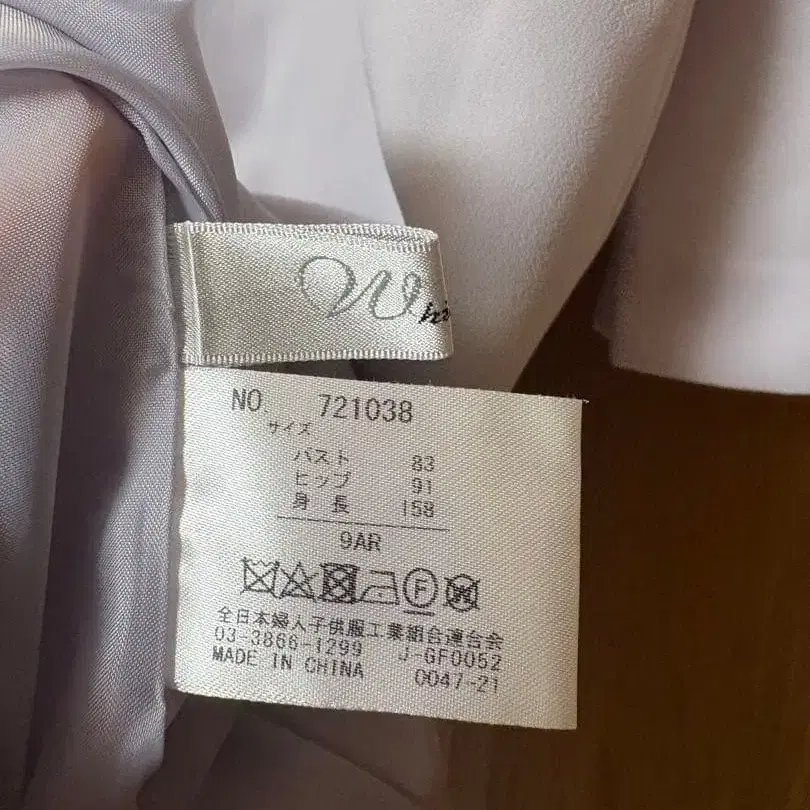 NO. 721038
サイズ
バスト 83
ヒップ 91
身長 158
9AR
F W
全日本婦人子供服工業組合連合会
03-3866-1299 J-GF0052
MADE IN CHINA 0047-21